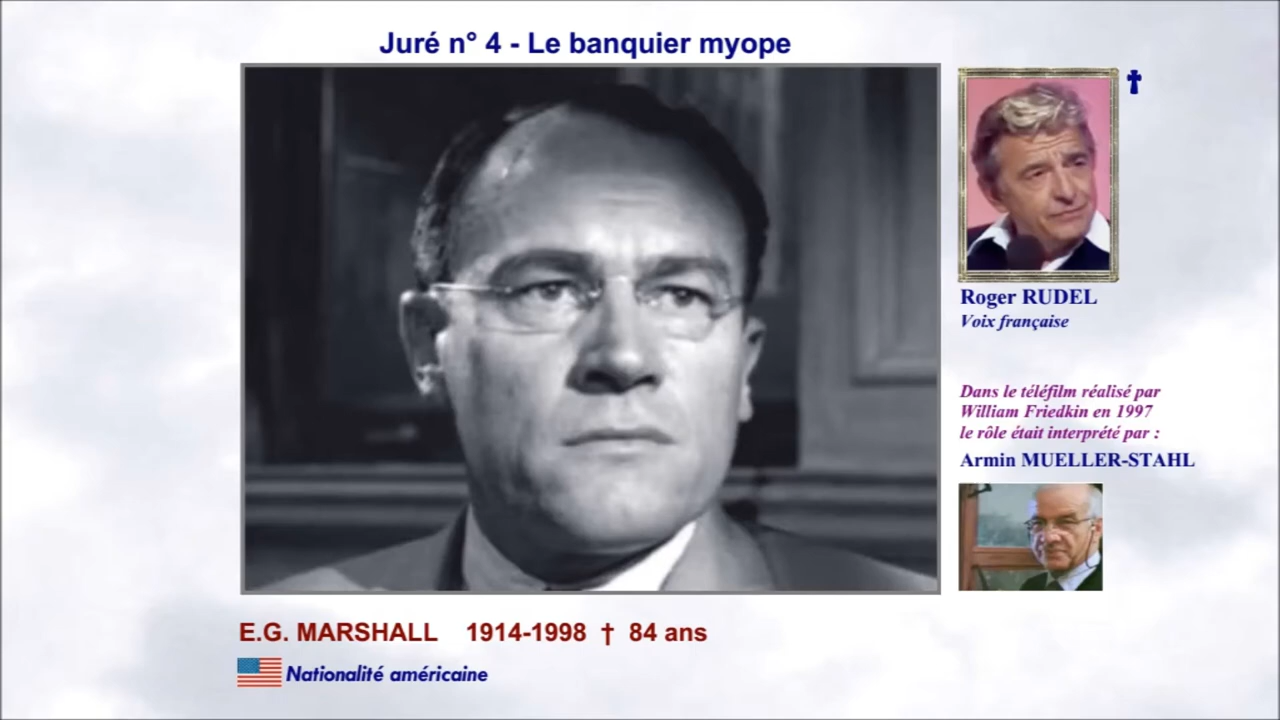 Juré n° 4 - Le banquier myope
Roger RUDEL
Voix française
Dans le téléfilm réalisé par
William Friedkin en 1997
le rôle était interprété par :
Armin MUELLER-STAHL
E.G. MARSHALL 1914-1998 † 84 ans
Nationalité américaine